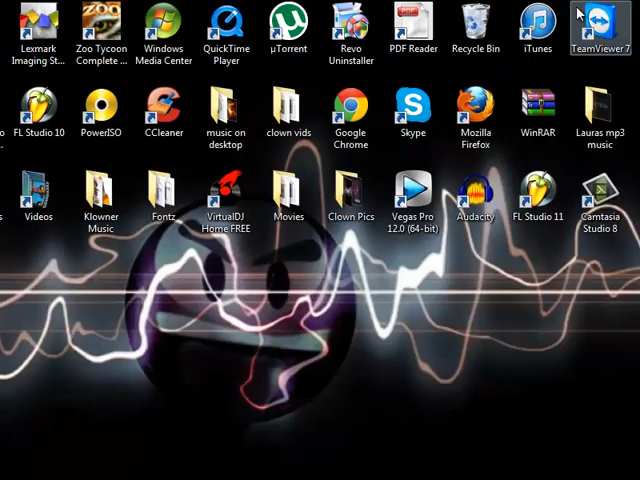 Lexmark
Imaging St...
Zoo Tycoon
Complete ...
Windows
Media Center
QuickTime
Player
µTorrent
Revo
Uninstaller
PDF Reader
Recycle Bin
iTunes
TeamViewer 7
FL Studio 10
PowerISO
CCleaner
music on
desktop
clown vids
Google
Chrome
Skype
Mozilla
Firefox
WinRAR
Lauras mp3
music
Videos
Klowner
Music
Fontz
VirtualDJ
Home FREE
Movies
Clown Pics
Vegas Pro
12.0 (64-bit)
Audacity
FL Studio 11
Camtasia
Studio 8